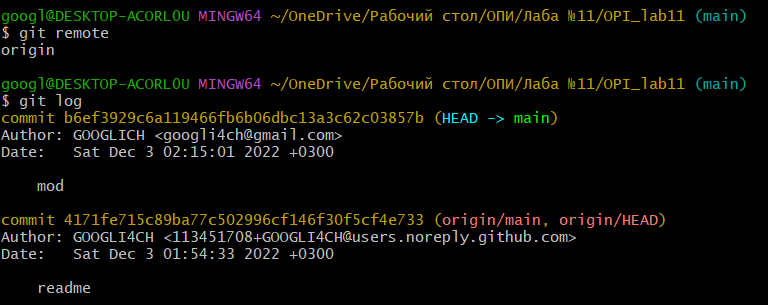 googl@DESKTOP-ACORL0U MINGW64 ~/OneDrive/Рабочий стол/ОПИ/Лаба №11/OPI_lab11 (main)
$ git remote
origin
googl@DESKTOP-ACORL0U MINGW64 ~/OneDrive/Рабочий стол/ОПИ/Лаба №11/OPI_lab11 (main)
$ git log
commit b6ef3929c6a119466fb6b06dbc13a3c62c03857b (HEAD -> main)
Author: GOOGLICH <googli4ch@gmail.com>
Date:   Sat Dec 3 02:15:01 2022 +0300
    mod
commit 4171fe715c89ba77c502996cf146f30f5cf4e733 (origin/main, origin/HEAD)
Author: GOOGLI4CH <113451708+GOOGLI4CH@users.noreply.github.com>
Date:   Sat Dec 3 01:54:33 2022 +0300
    readme